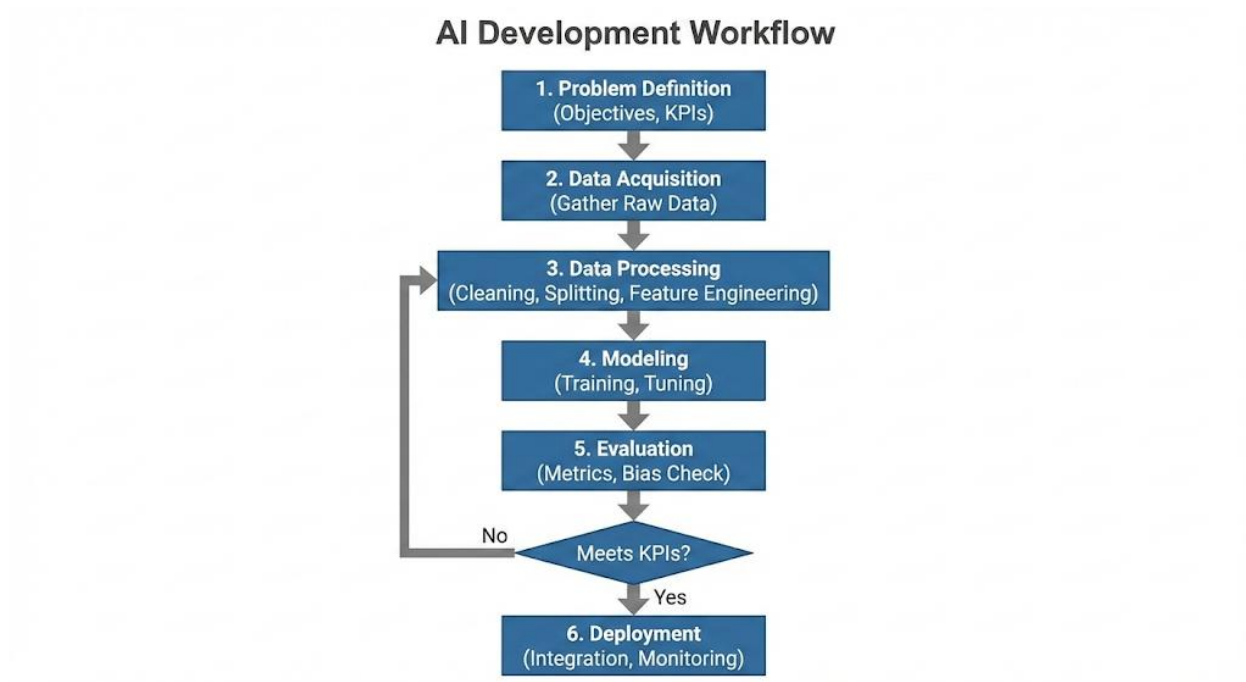 AI Development Workflow
1. Problem Definition
(Objectives, KPIs)
2. Data Acquisition
(Gather Raw Data)
3. Data Processing
(Cleaning, Splitting, Feature Engineering)
4. Modeling
(Training, Tuning)
5. Evaluation
(Metrics, Bias Check)
No
Meets KPIs?
Yes
6. Deployment
(Integration, Monitoring)